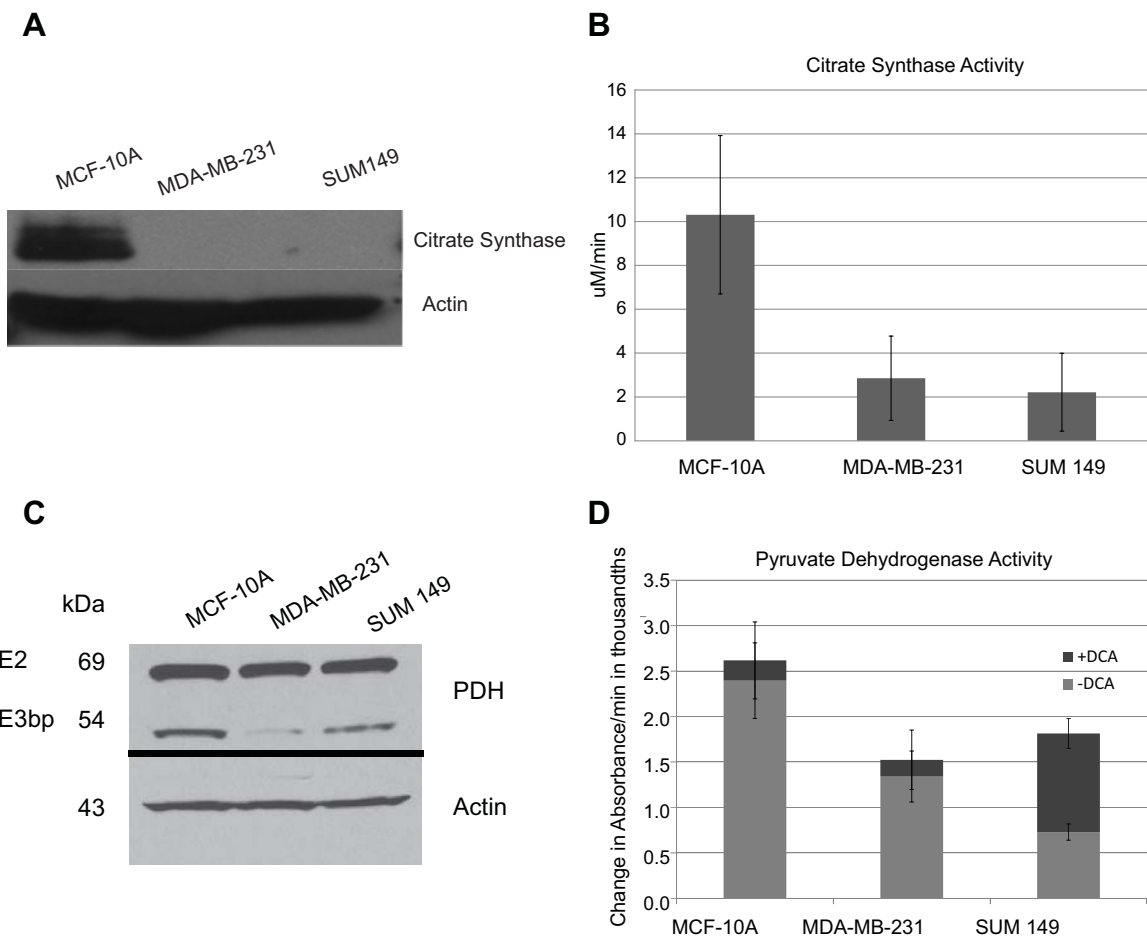 A
MCF-10A
MDA-MB-231
SUM149
Citrate Synthase
Actin
B
Citrate Synthase Activity
16
14
12
10
8
6
4
2
0
uM/min
MCF-10A
MDA-MB-231
SUM 149
C
MCF-10A
MDA-MB-231
SUM 149
kDa
E2 69
PDH
E3bp 54
43 Actin
D
Pyruvate Dehydrogenase Activity
Change in Absorbance/min in thousandths
3.5
3.0
2.5
2.0
1.5
1.0
0.5
0.0
+DCA
-DCA
MCF-10A
MDA-MB-231
SUM 149